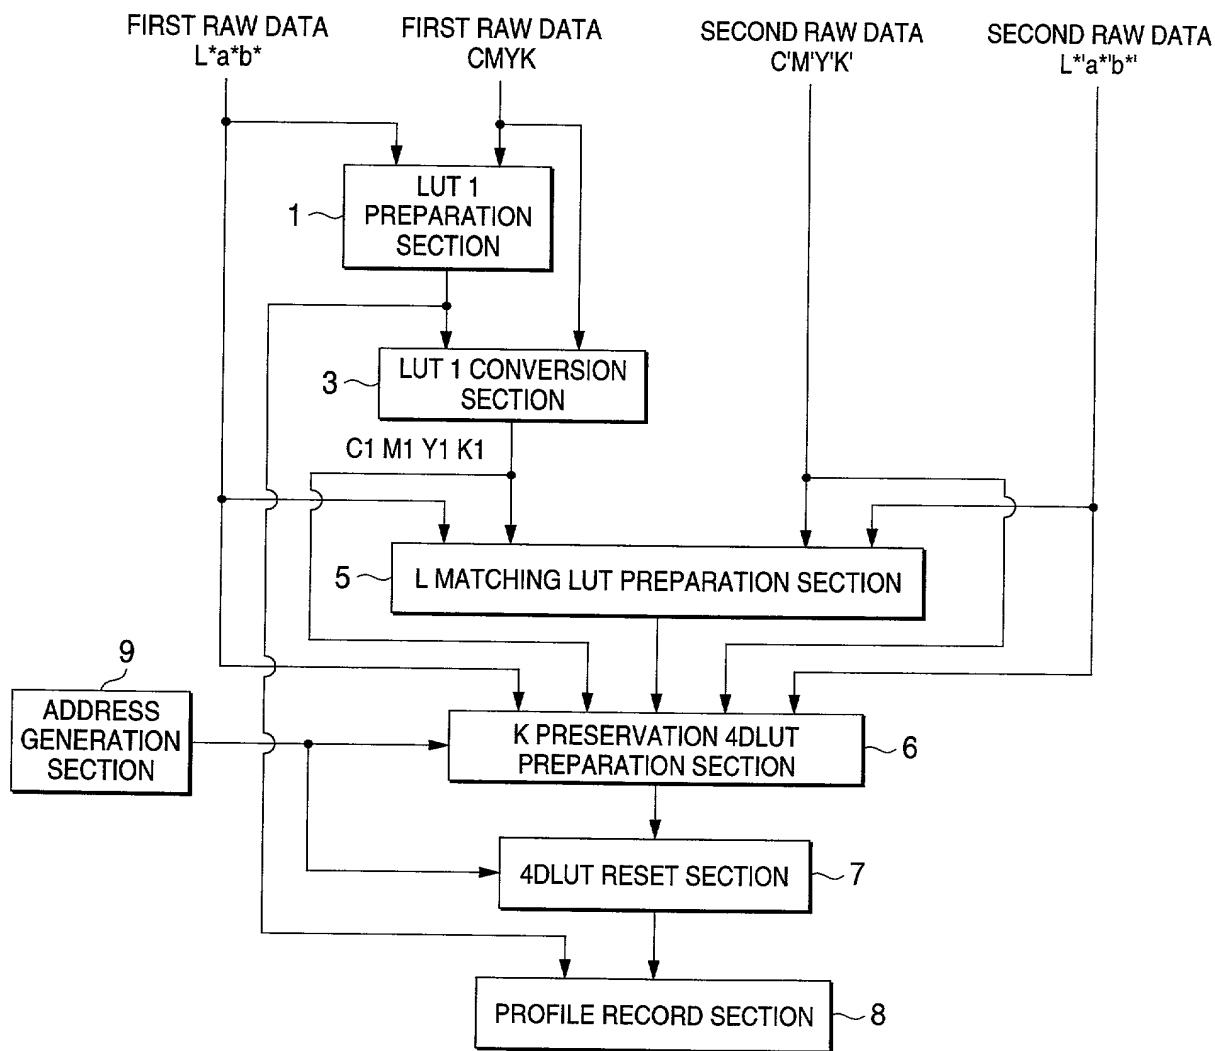 FIRST RAW DATA
L*a*b*
FIRST RAW DATA
CMYK
SECOND RAW DATA
C'M'Y'K'
SECOND RAW DATA
L*'a*'b*'
1
LUT 1
PREPARATION
SECTION
3
LUT 1 CONVERSION
SECTION
C1 M1 Y1 K1
5
L MATCHING LUT PREPARATION SECTION
9
ADDRESS
GENERATION
SECTION
K PRESERVATION 4DLUT
PREPARATION SECTION
6
4DLUT RESET SECTION
7
PROFILE RECORD SECTION
8